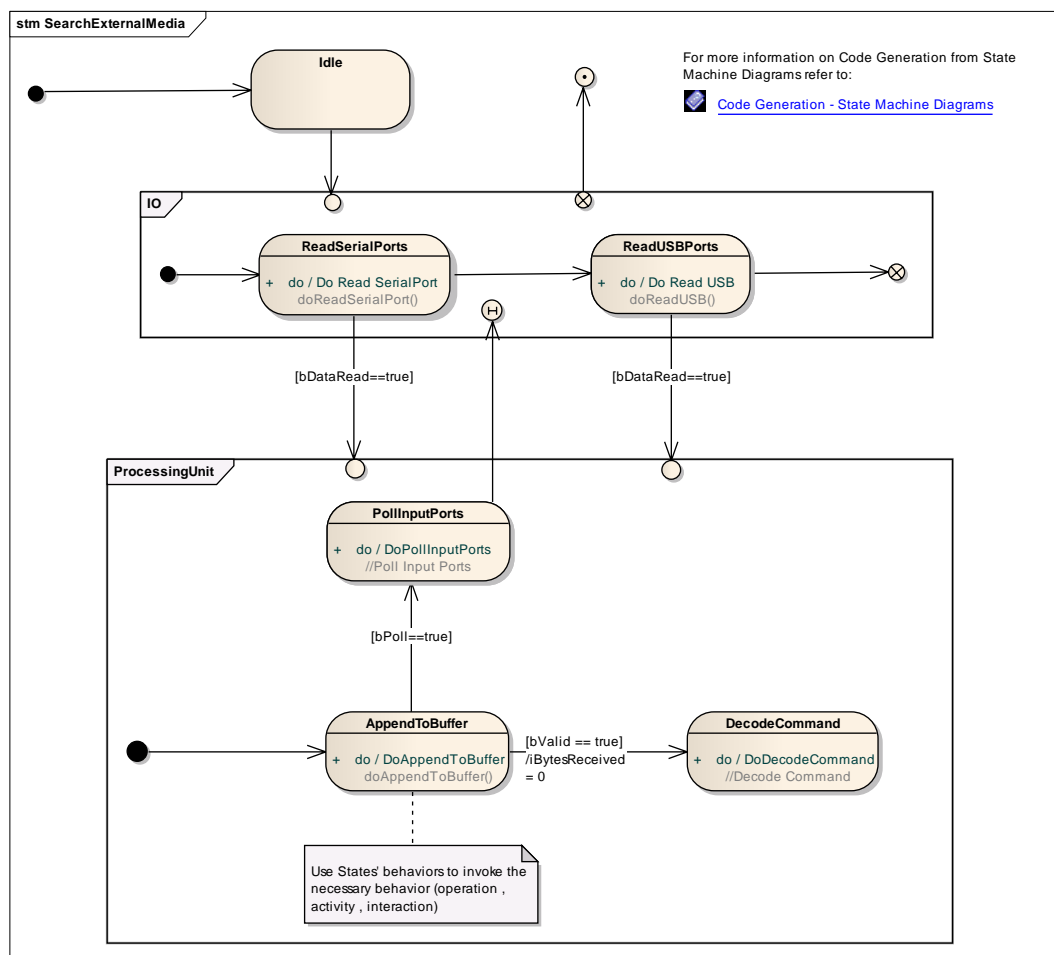 stm SearchExternalMedia
Idle
For more information on Code Generation from State
Machine Diagrams refer to:
Code Generation - State Machine Diagrams
IO
ReadSerialPorts
+ do / Do Read SerialPort
doReadSerialPort()
ReadUSBPorts
+ do / Do Read USB
doReadUSB()
H
[bDataRead==true]
[bDataRead==true]
ProcessingUnit
PollInputPorts
+ do / DoPollInputPorts
//Poll Input Ports
[bPoll==true]
AppendToBuffer
+ do / DoAppendToBuffer
doAppendToBuffer()
[bValid == true]
/iBytesReceived
= 0
DecodeCommand
+ do / DoDecodeCommand
//Decode Command
Use States' behaviors to invoke the
necessary behavior (operation ,
activity , interaction)